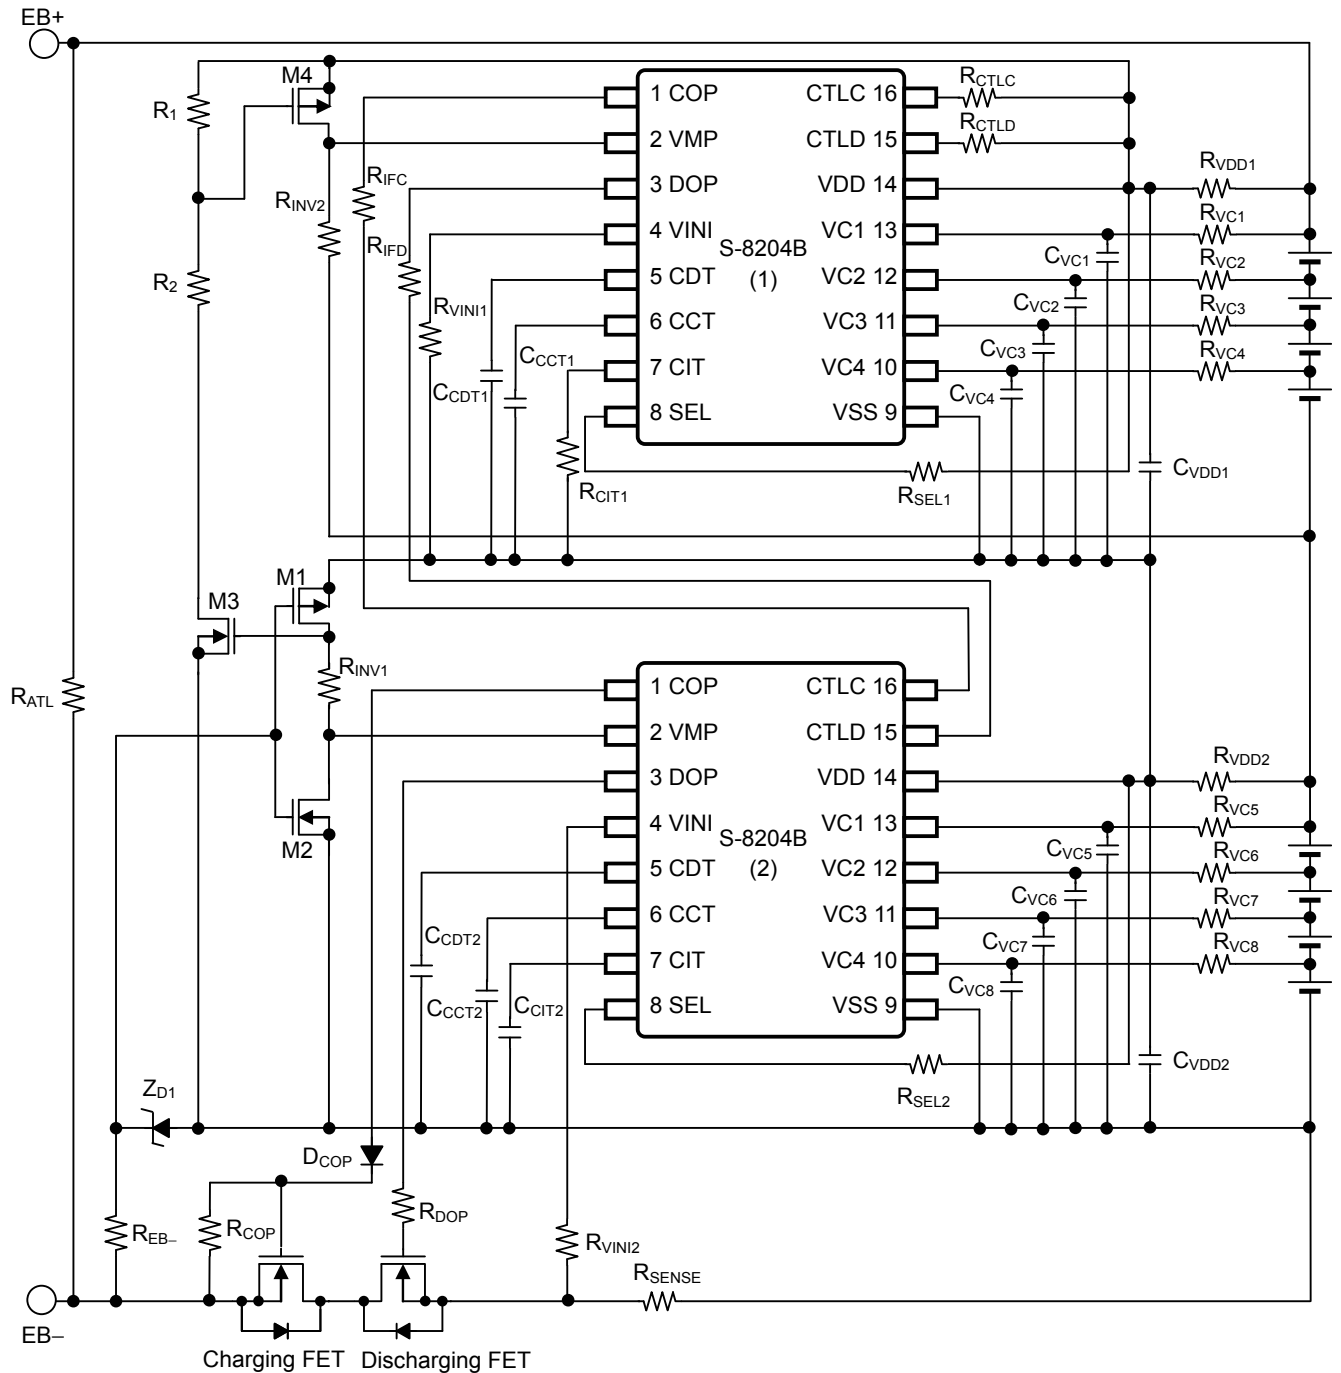 EB+
M4
R1
RINV2
RIFC
RIFD
R2
RVINI1
CCDT1
CCCT1
RCIT1
1 COP
2 VMP
3 DOP
4 VINI
5 CDT
6 CCT
7 CIT
8 SEL
S-8204B
(1)
CTLC 16
CTLD 15
VDD 14
VC1 13
VC2 12
VC3 11
VC4 10
VSS 9
RCTLC
RCTLD
RVDD1
RVC1
RVC2
RVC3
RVC4
CVC1
CVC2
CVC3
CVC4
RSEL1
CVDD1
M1
M3
RINV1
RATL
M2
1 COP
2 VMP
3 DOP
4 VINI
5 CDT
6 CCT
7 CIT
8 SEL
S-8204B
(2)
CTLC 16
CTLD 15
VDD 14
VC1 13
VC2 12
VC3 11
VC4 10
VSS 9
RVDD2
RVC5
RVC6
RVC7
RVC8
CVC5
CVC6
CVC7
CVC8
CCDT2
CCCT2
CCIT2
RSEL2
CVDD2
ZD1
DCOP
REB−
RCOP
RDOP
RVINI2
RSENSE
EB−
Charging FET
Discharging FET